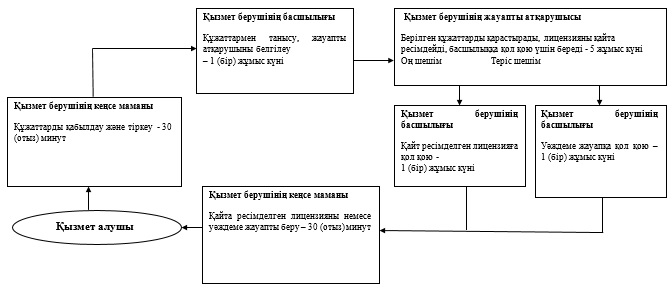 Қызмет берушінің басшылығы
Құжаттармен танысу, жауапты
атқарушыны белгілеу
– 1 (бір) жұмыс күні
Қызмет берушінің жауапты атқарушысы
Берілген құжаттарды қарастырады, лицензияны қайта
ресімдейді, басшылыққа қол қою үшін береді - 5 жұмыс күні
Оң шешім Теріс шешім
Қызмет берушінің кеңсе маманы
Құжаттарды қабылдау және тіркеу - 30
(отыз) минут
Қызмет берушінің
басшылығы
Қайт ресімделген лицензияға
қол қою -
1 (бір) жұмыс күні
Қызмет берушінің
басшылығы
Уәждеме жауапқа қол қою –
1 (бір) жұмыс күні
Қызмет берушінің кеңсе маманы
Қайта ресімделген лицензияны немесе
уәждеме жауапты беру – 30 (отыз) минут
Қызмет алушы